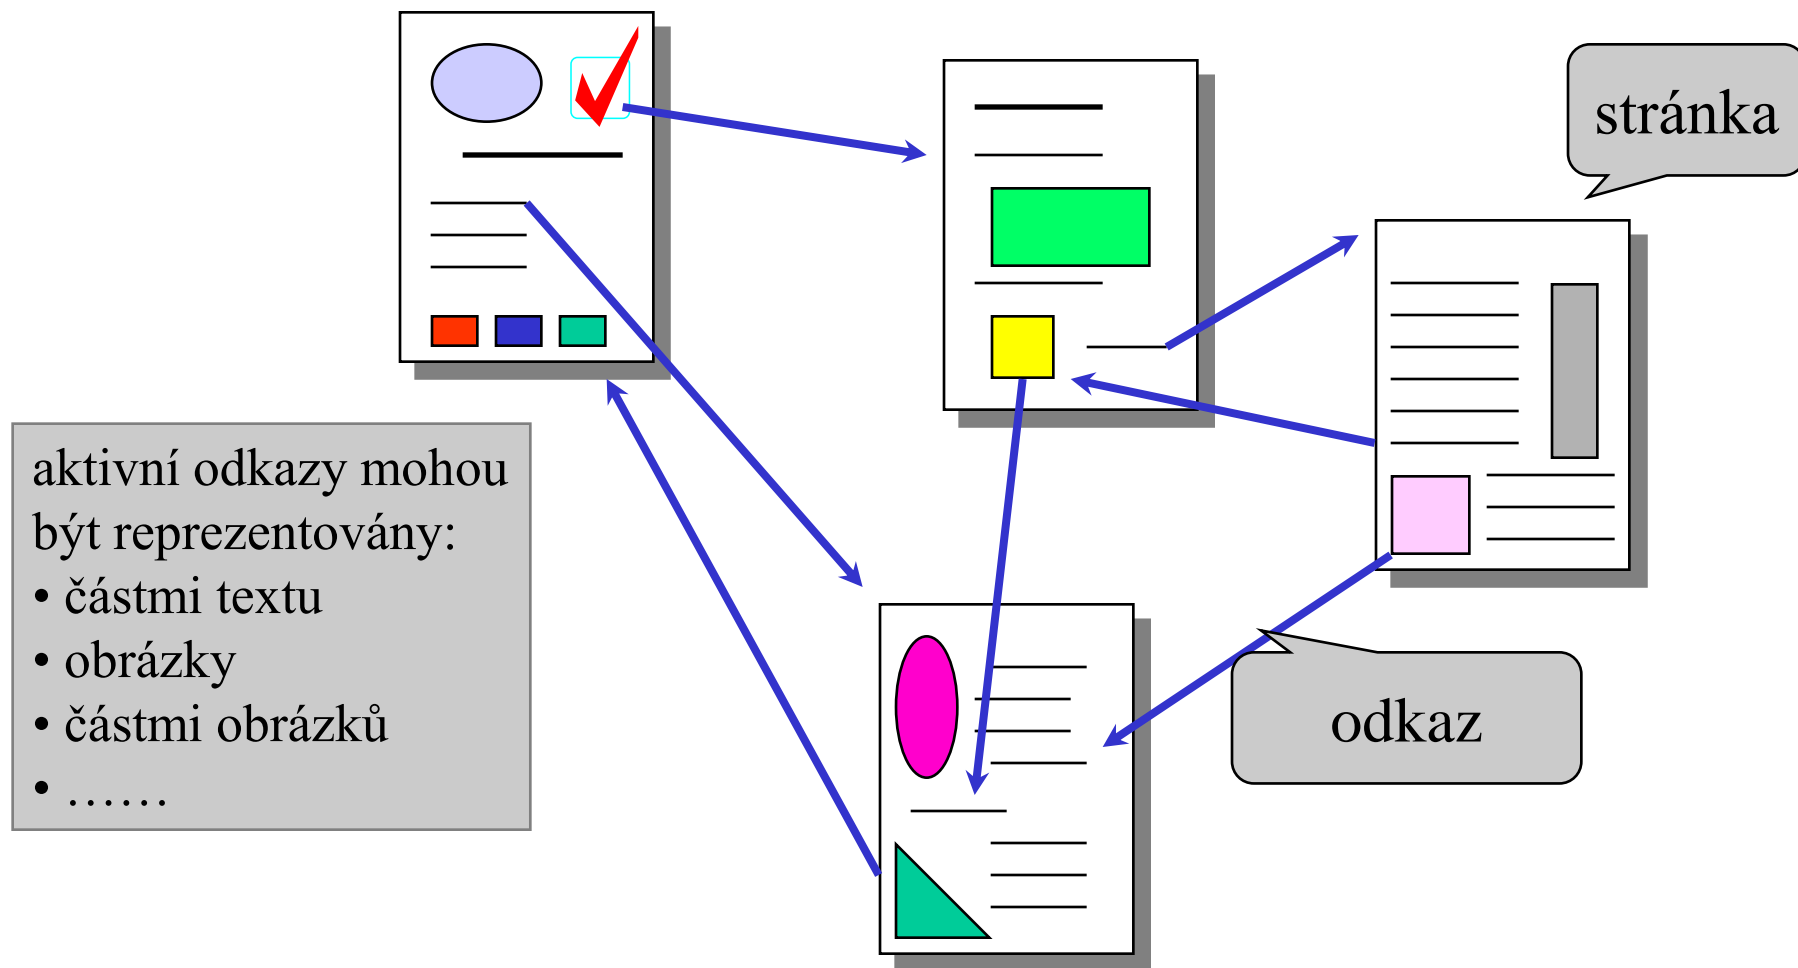 stránka
aktivní odkazy mohou
být reprezentovány:
• částmi textu
• obrázky
• částmi obrázků
• ……
odkaz